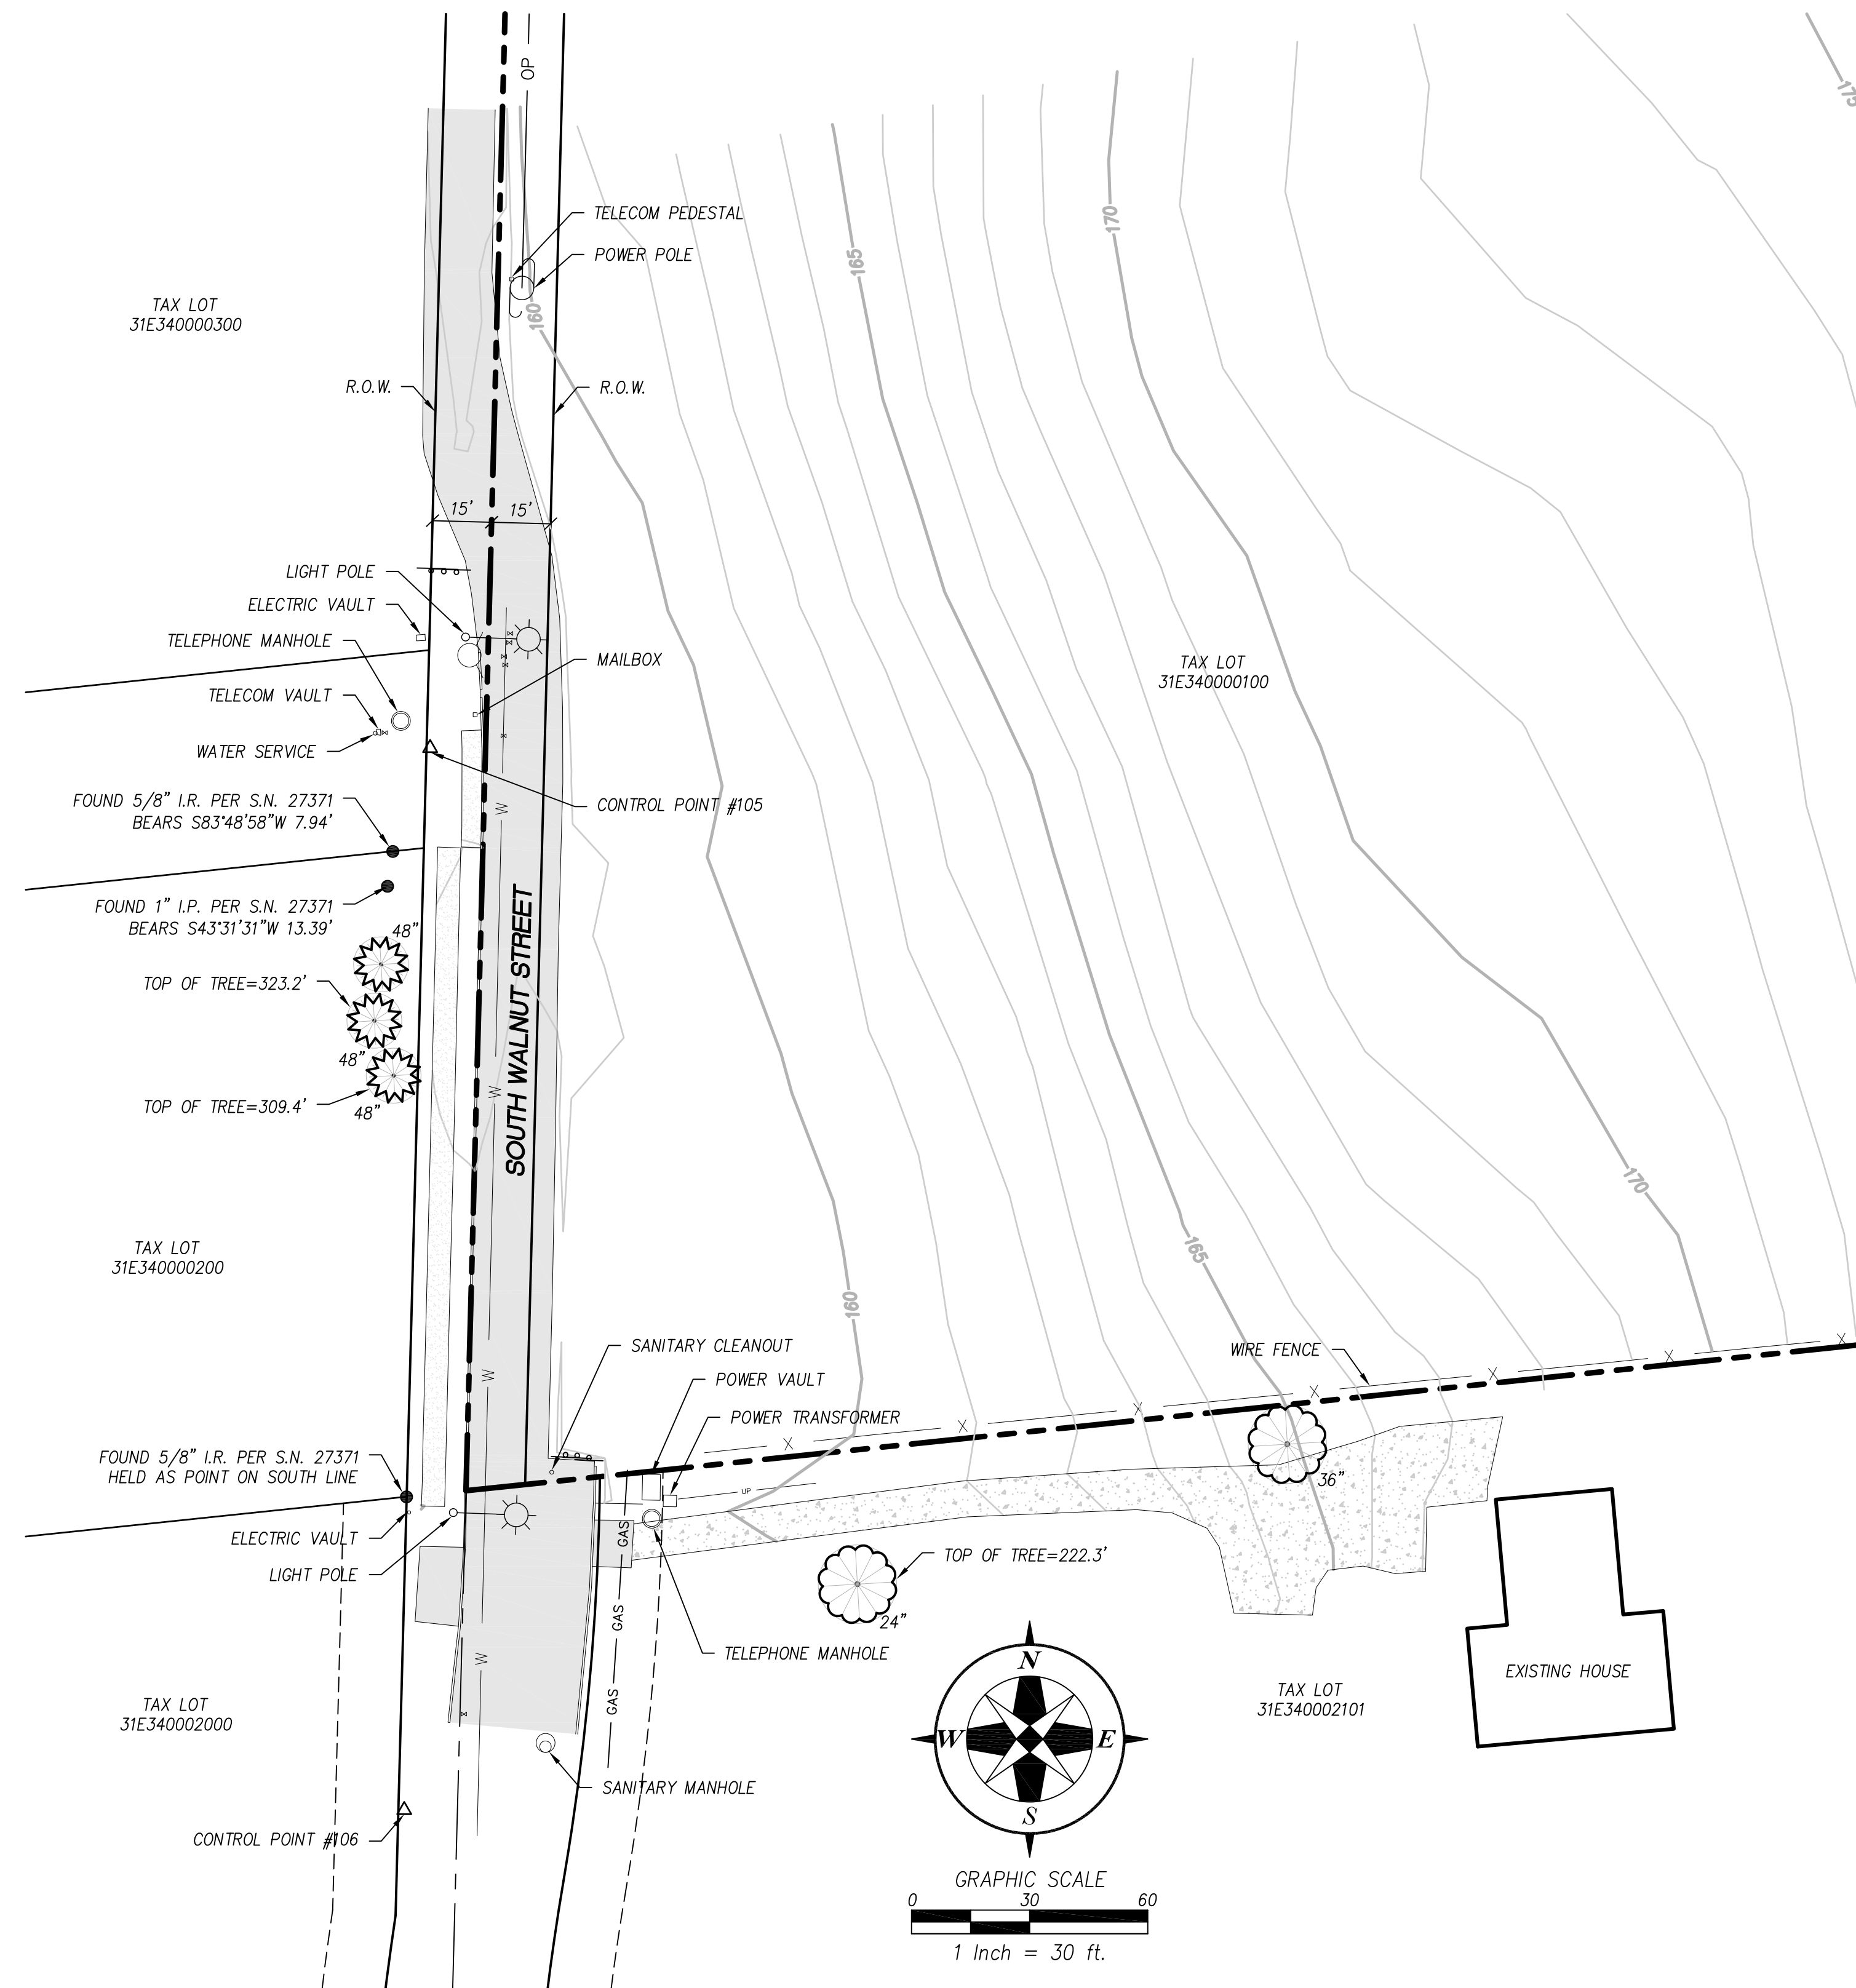 OP
175
TELECOM PEDESTAL
170
POWER POLE
165
TAX LOT
31E340000300
160
R.O.W.
R.O.W.
15'
15'
LIGHT POLE
ELECTRIC VAULT
TELEPHONE MANHOLE
MAILBOX
TAX LOT
31E340000100
TELECOM VAULT
WATER SERVICE
FOUND 5/8" I.R. PER S.N. 27371
BEARS S83°48'58"W 7.94'
W
CONTROL POINT #105
FOUND 1" I.P. PER S.N. 27371
BEARS S43°31'31"W 13.39'
48"
SOUTH WALNUT STREET
TOP OF TREE=323.2'
48"
W
TOP OF TREE=309.4'
48"
170
TAX LOT
31E340000200
165
160
SANITARY CLEANOUT
WIRE FENCE
X
X
X
X
X
X
X
W
POWER VAULT
POWER TRANSFORMER
FOUND 5/8" I.R. PER S.N. 27371
HELD AS POINT ON SOUTH LINE
36"
UP
ELECTRIC VAULT
GAS
LIGHT POLE
TOP OF TREE=222.3'
24"
GAS
TELEPHONE MANHOLE
W
N
EXISTING HOUSE
TAX LOT
31E340002000
GAS
TAX LOT
31E340002101
W
E
SANITARY MANHOLE
S
CONTROL POINT #106
GRAPHIC SCALE
0 30 60
1 Inch = 30 ft.